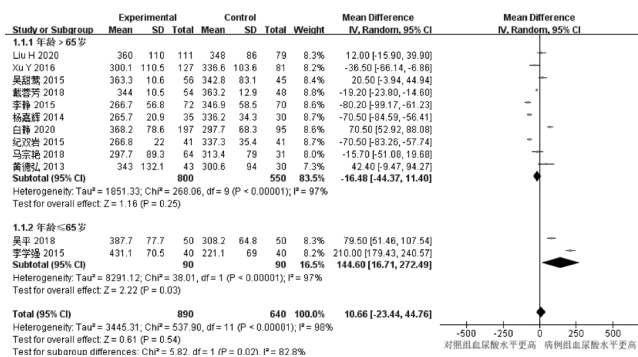 Experimental Control Mean Difference Mean Difference
Study or Subgroup Mean SD Total Mean SD Total Weight IV, Random, 95% CI IV, Random, 95% CI
1.1.1 年龄＞65岁
Liu H 2020 360 110 111 348 86 79 8.3% 12.00 [-15.90, 39.90]
Xu Y 2016 300.1 110.5 127 336.6 103.6 81 8.3% -36.50 [-66.14, -6.86]
吴甜莺 2015 363.3 10.6 56 342.8 83.1 45 8.4% 20.50 [-3.94, 44.94]
戴蓉芳 2018 344 10.5 54 363.2 12.9 48 8.6% -19.20 [-23.80, -14.60]
李静 2015 266.7 56.8 72 346.9 58.5 70 8.5% -80.20 [-99.17, -61.23]
杨嘉辉 2014 265.7 20.9 35 336.2 34.3 30 8.5% -70.50 [-84.59, -56.41]
白静 2020 368.2 78.6 197 297.7 68.3 95 8.5% 70.50 [52.92, 88.08]
纪双岩 2015 266.8 22 41 337.3 35.4 41 8.5% -70.50 [-83.26, -57.74]
马宗艳 2018 297.7 89.3 64 313.4 79 31 8.2% -15.70 [-51.08, 19.68]
黄德弘 2013 343 132.1 43 300.6 94 30 7.6% 42.40 [-9.47, 94.27]
Subtotal (95% CI) 800 550 83.5% -16.48 [-44.37, 11.40]
Heterogeneity: Tau² = 1851.33; Chi² = 268.06, df = 9 (P < 0.00001); I² = 97%
Test for overall effect: Z = 1.16 (P = 0.25)
1.1.2 年龄≤65岁
吴平 2018 387.7 77.7 50 308.2 64.8 50 8.3% 79.50 [51.46, 107.54]
李学强 2015 431.1 70.5 40 221.1 69 40 8.2% 210.00 [179.43, 240.57]
Subtotal (95% CI) 90 90 16.5% 144.60 [16.71, 272.49]
Heterogeneity: Tau² = 8291.12; Chi² = 38.01, df = 1 (P < 0.00001); I² = 97%
Test for overall effect: Z = 2.22 (P = 0.03)
Total (95% CI) 890 640 100.0% 10.66 [-23.44, 44.76]
Heterogeneity: Tau² = 3445.31; Chi² = 537.90, df = 11 (P < 0.00001); I² = 98%
Test for overall effect: Z = 0.61 (P = 0.54)
Test for subgroup differences: Chi² = 5.82, df = 1 (P = 0.02), I² = 82.8%
-500 -250 0 250 500
对照组血尿酸水平更高 病例组血尿酸水平更高